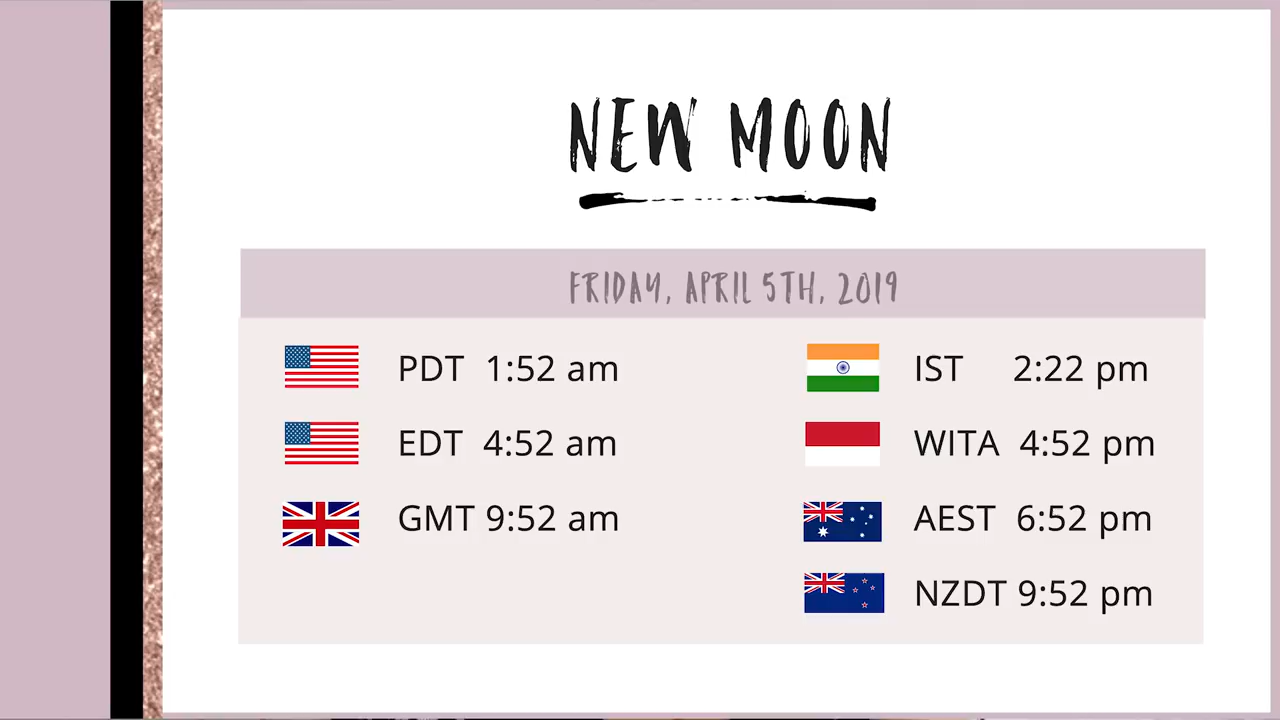 NEW MOON
FRIDAY, APRIL 5TH, 2019
PDT 1:52 am
EDT 4:52 am
GMT 9:52 am
IST 2:22 pm
WITA 4:52 pm
AEST 6:52 pm
NZDT 9:52 pm